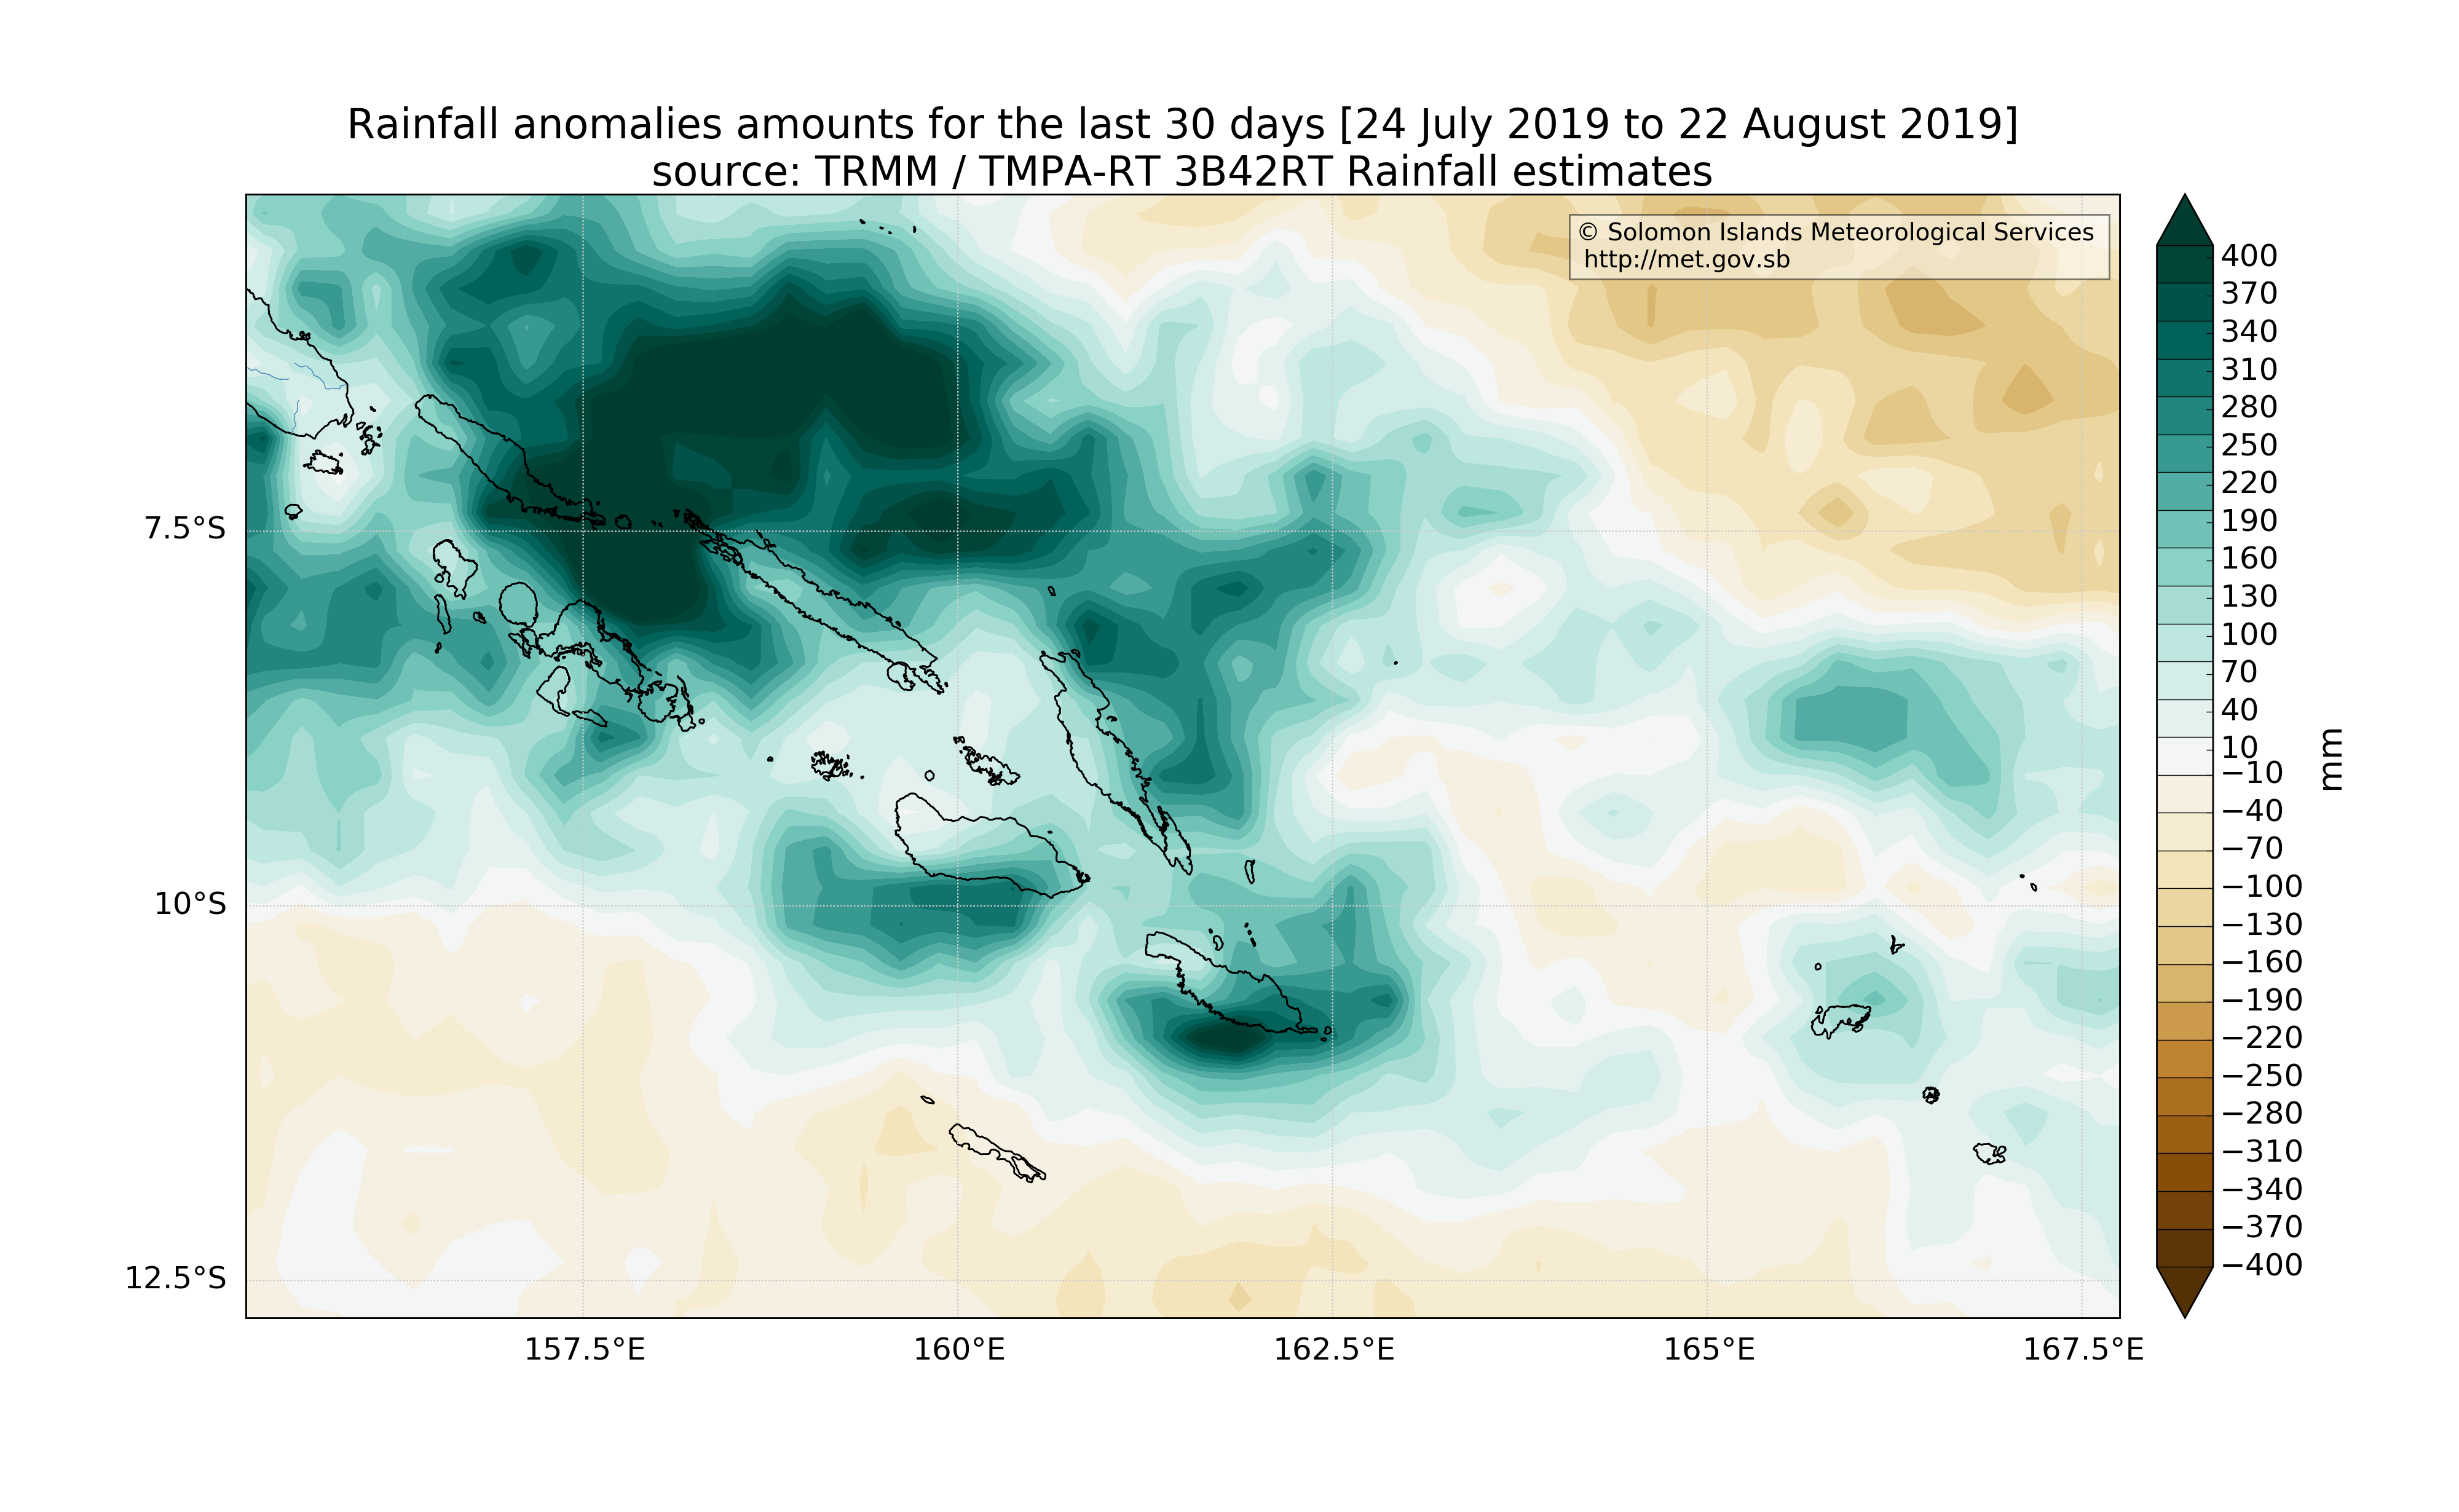 Rainfall anomalies amounts for the last 30 days [24 July 2019 to 22 August 2019]
source: TRMM / TMPA-RT 3B42RT Rainfall estimates
© Solomon Islands Meteorological Services
http://met.gov.sb
7.5°S
10°S
12.5°S
157.5°E
160°E
162.5°E
165°E
167.5°E
400
370
340
310
280
250
220
190
160
130
100
70
40
10
−10
−40
−70
−100
−130
−160
−190
−220
−250
−280
−310
−340
−370
−400
mm